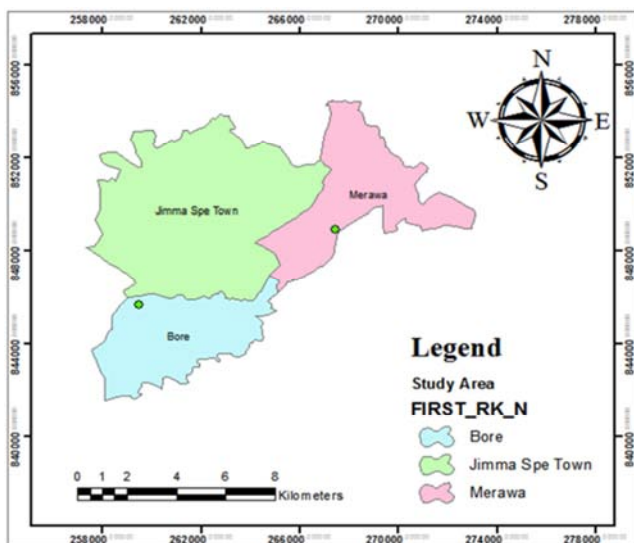 258000 262000 266000 270000 274000 278000
856000
852000
848000
844000
840000
N
W E
S
Jimma Spe Town
Merawa
Bore
Legend
Study Area
FIRST_RK_N
Bore
Jimma Spe Town
Merawa
0 1 2 4 6 8
Kilometers
856000
852000
848000
844000
840000
258000 262000 266000 270000 274000 278000